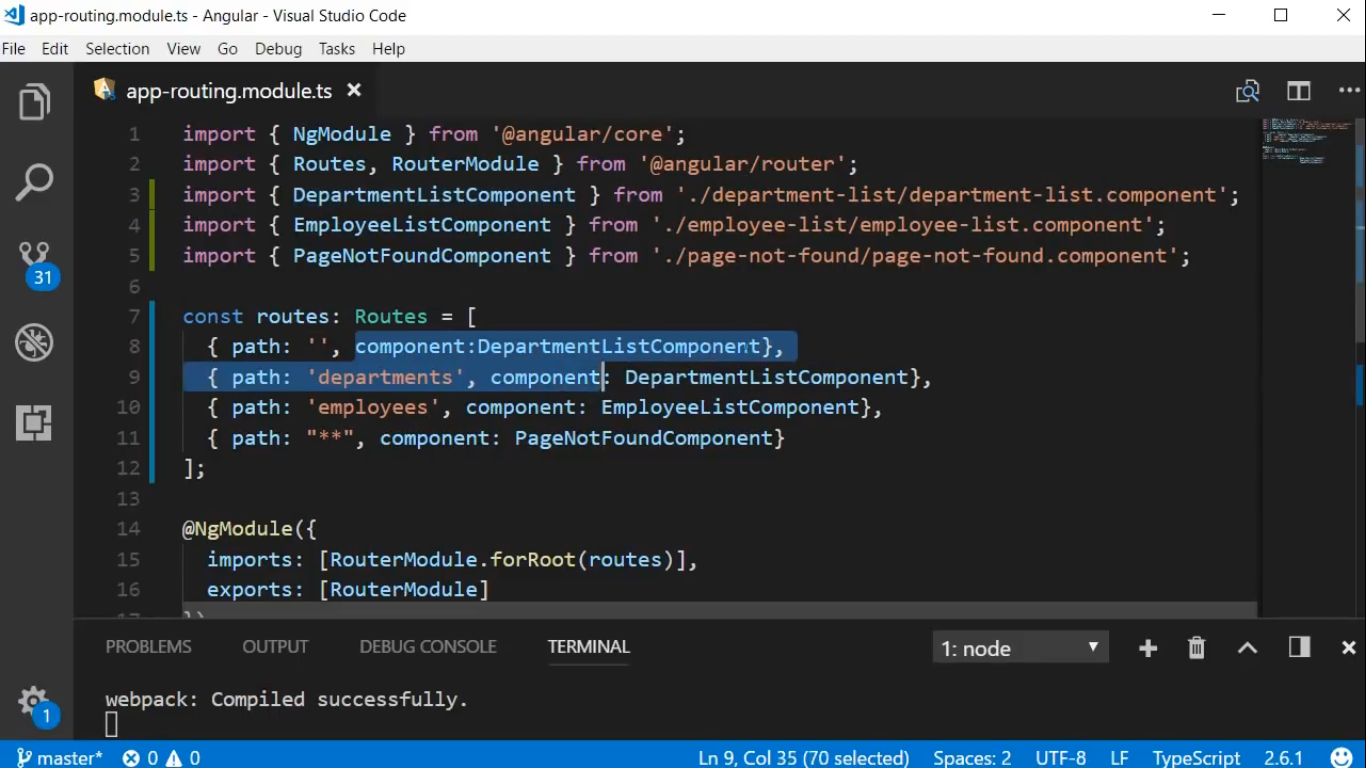 app-routing.module.ts - Angular - Visual Studio Code
File Edit Selection View Go Debug Tasks Help
app-routing.module.ts
1 import { NgModule } from '@angular/core';
2 import { Routes, RouterModule } from '@angular/router';
3 import { DepartmentListComponent } from './department-list/department-list.component';
4 import { EmployeeListComponent } from './employee-list/employee-list.component';
5 import { PageNotFoundComponent } from './page-not-found/page-not-found.component';
6
7 const routes: Routes = [
8 { path: '', component:DepartmentListComponent},
9 { path: 'departments', component: DepartmentListComponent},
10 { path: 'employees', component: EmployeeListComponent},
11 { path: "**", component: PageNotFoundComponent}
12 ];
13
14 @NgModule({
15 imports: [RouterModule.forRoot(routes)],
16 exports: [RouterModule]
17 })
31
PROBLEMS OUTPUT DEBUG CONSOLE TERMINAL 1: node
webpack: Compiled successfully.
1
master* 0 0 Ln 9, Col 35 (70 selected) Spaces: 2 UTF-8 LF TypeScript 2.6.1